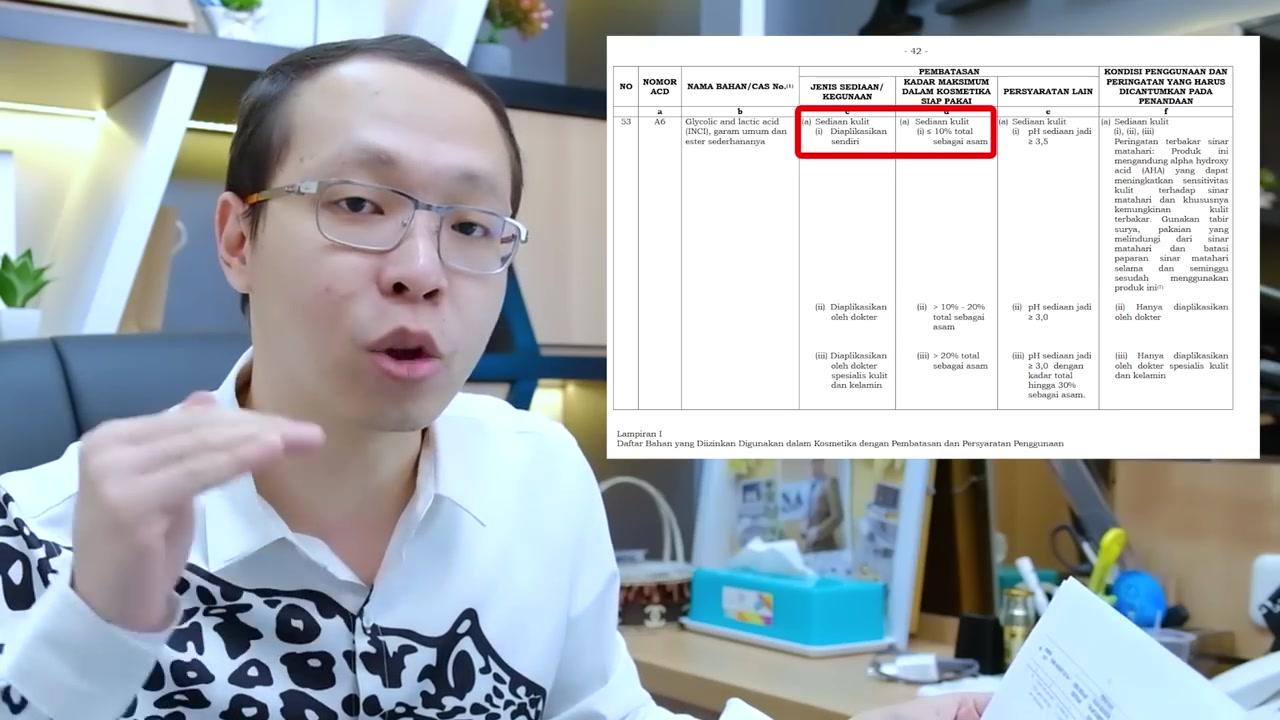 - 42 -
NO
NOMOR
ACD
NAMA BAHAN/CAS No.(1)
PEMBATASAN
JENIS SEDIAAN/
KEGUNAAN
KADAR MAKSIMUM
DALAM KOSMETIKA
SIAP PAKAI
PERSYARATAN LAIN
KONDISI PENGGUNAAN DAN
PERINGATAN YANG HARUS
DICANTUMKAN PADA
PENANDAAN
a
b
c
d
e
f
53
A6
Glycolic and lactic acid
(INCI), garam umum dan
ester sederhananya
(a) Sediaan kulit
(i) Diaplikasikan
sendiri
(a) Sediaan kulit
(i) ≤ 10% total
sebagai asam
(a) Sediaan kulit
(i) pH sediaan jadi
≥ 3,5
(a) Sediaan kulit
(i), (ii), (iii)
Peringatan terbakar sinar
matahari: Produk ini
mengandung alpha hydroxy
acid (AHA) yang dapat
meningkatkan sensitivitas
kulit terhadap sinar
matahari dan khususnya
kemungkinan kulit
terbakar. Gunakan tabir
surya, pakaian yang
melindungi dari sinar
matahari dan batasi
paparan sinar matahari
selama dan seminggu
sesudah menggunakan
produk ini(7)
(ii) Diaplikasikan
oleh dokter
(ii) > 10% - 20%
total sebagai
asam
(ii) pH sediaan jadi
≥ 3,0
(ii) Hanya diaplikasikan
oleh dokter
(iii) Diaplikasikan
oleh dokter
spesialis kulit
dan kelamin
(iii) > 20% total
sebagai asam
(iii) pH sediaan jadi
≥ 3,0 dengan
kadar total
hingga 30%
sebagai asam.
(iii) Hanya diaplikasikan
oleh dokter spesialis kulit
dan kelamin
Lampiran I
Daftar Bahan yang Diizinkan Digunakan dalam Kosmetika dengan Pembatasan dan Persyaratan Penggunaan